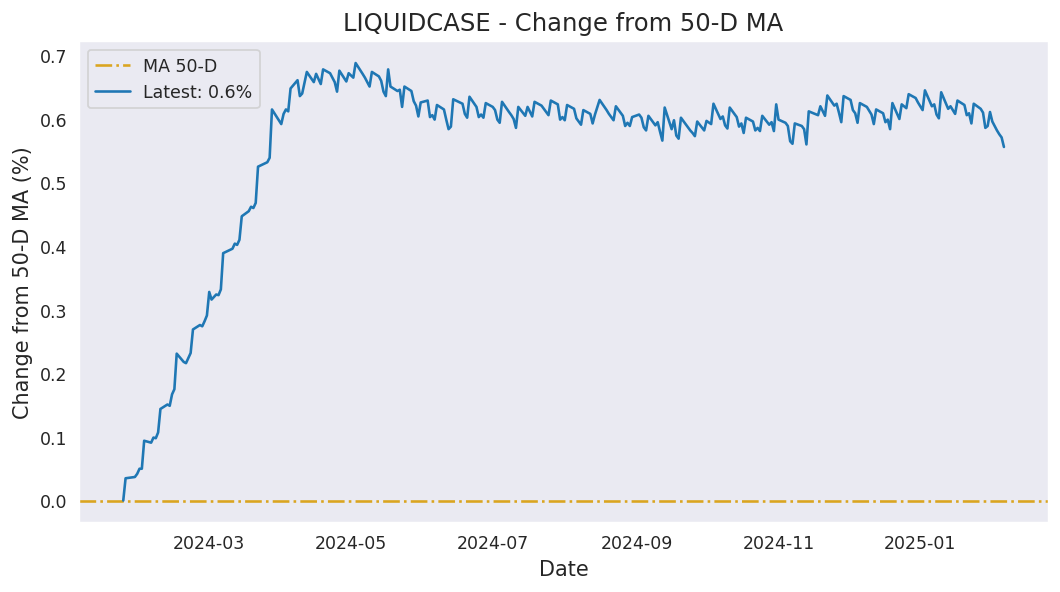 LIQUIDCASE - Change from 50-D MA
MA 50-D
Latest: 0.6%
Change from 50-D MA (%)
0.7
0.6
0.5
0.4
0.3
0.2
0.1
0.0
2024-03 2024-05 2024-07 2024-09 2024-11 2025-01
Date